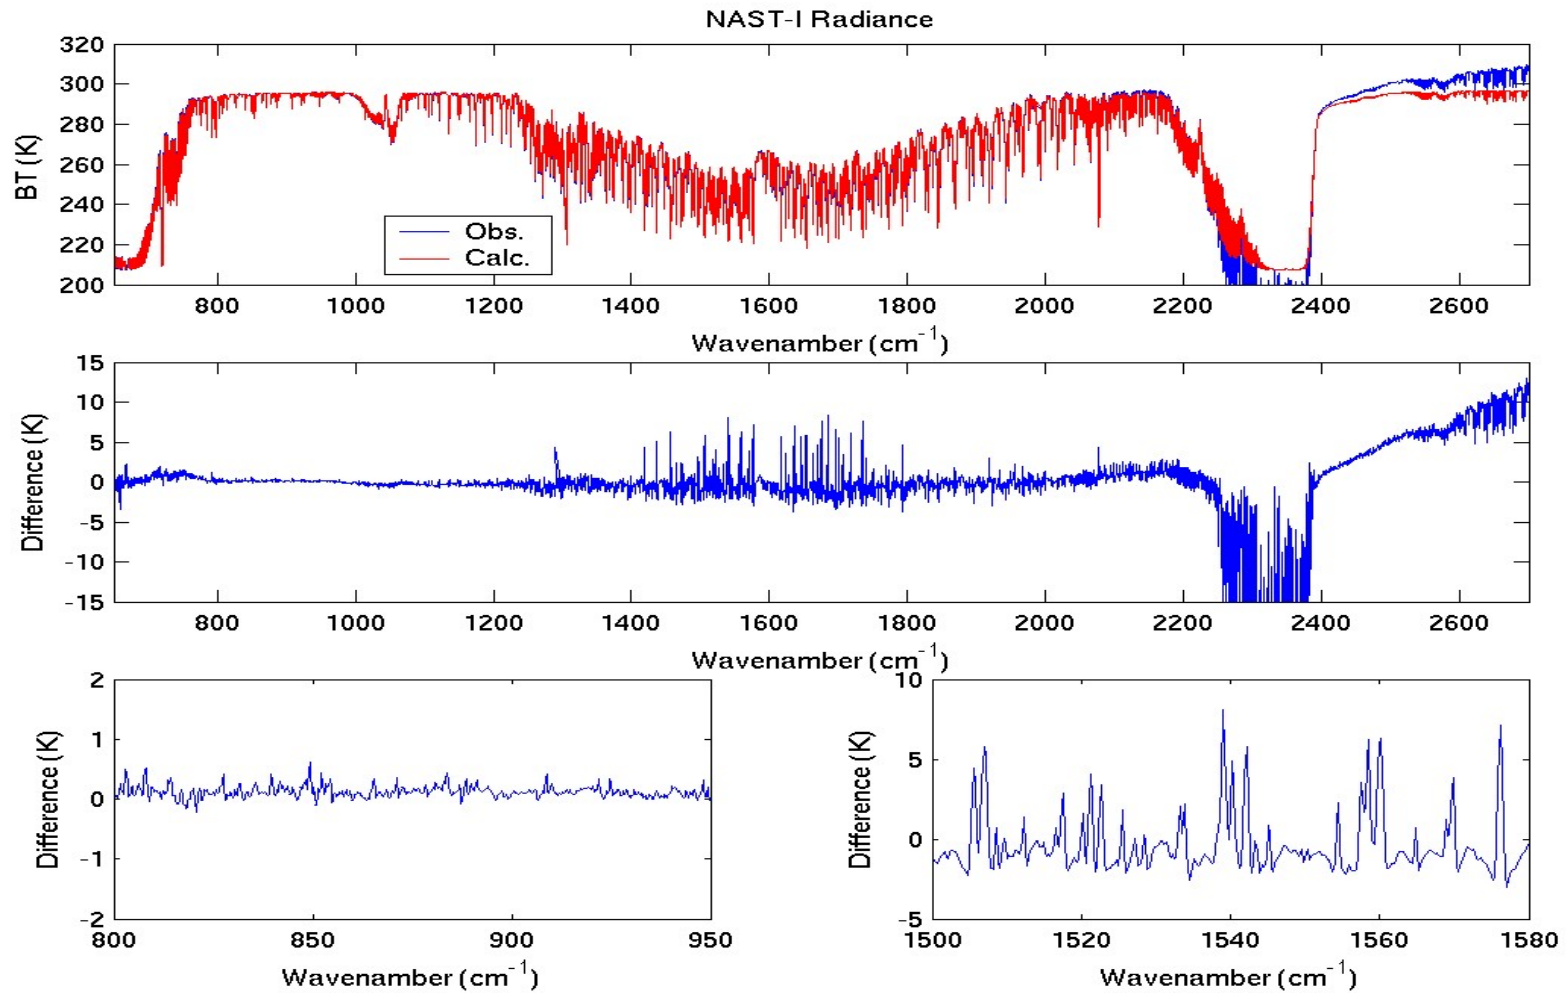 NAST-I Radiance
BT (K)
320
300
280
260
240
220
200
Obs.
Calc.
800 1000 1200 1400 1600 1800 2000 2200 2400 2600
Wavenamber (cm⁻¹)
Difference (K)
15
10
5
0
-5
-10
-15
800 1000 1200 1400 1600 1800 2000 2200 2400 2600
Wavenamber (cm⁻¹)
Difference (K)
2
1
0
-1
-2
800 850 900 950
Wavenamber (cm⁻¹)
Difference (K)
10
5
0
-5
1500 1520 1540 1560 1580
Wavenamber (cm⁻¹)